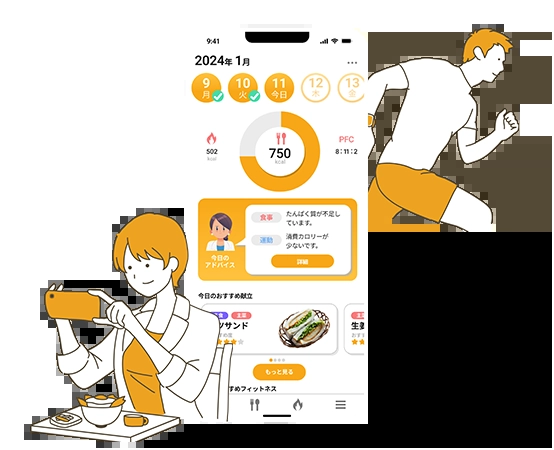 9:41
2024年 1月
9 10 11 12 13
月 火 今日 木 金
502
kcal
750
kcal
PFC
8:11:2
食事
たんぱく質が不足しています。
運動
消費カロリーが少ないです。
今日の
アドバイス
詳細
今日のおすすめ献立
主菜
ツサンド
もっと見る
すめフィットネス